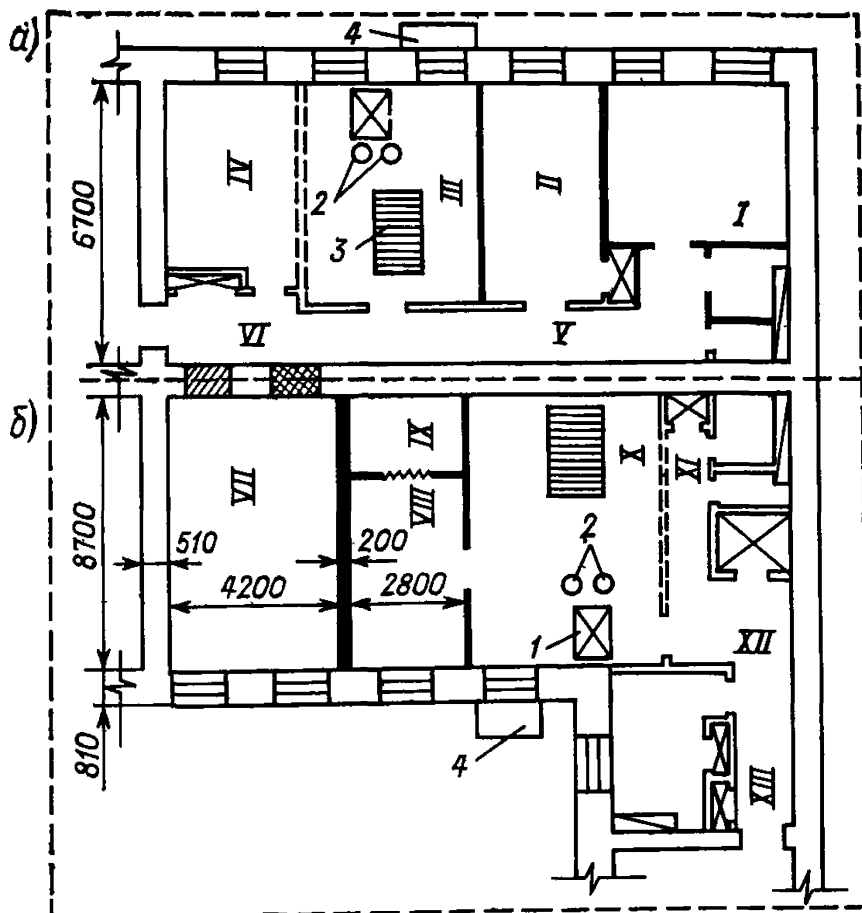 а) 4
IV III II I
2
3
6700
VI V
б)
VII IX X XI
VIII
8700
510 200 2
4200 2800
1 XII
810
4 XIII